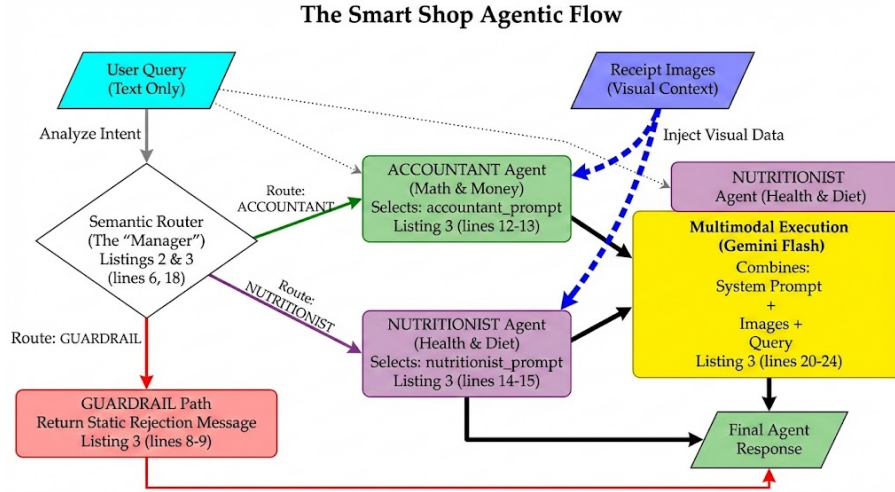 The Smart Shop Agentic Flow
User Query
(Text Only)
Receipt Images
(Visual Context)
Analyze Intent
Inject Visual Data
Route:
ACCOUNTANT
ACCOUNTANT Agent
(Math & Money)
Selects: accountant_prompt
Listing 3 (lines 12-13)
NUTRITIONIST
Agent (Health & Diet)
Semantic Router
(The “Manager”)
Listings 2 & 3
(lines 6, 18)
Multimodal Execution
(Gemini Flash)
Combines:
System Prompt
+
Images +
Query
Listing 3 (lines 20-24)
Route:
NUTRITIONIST
NUTRITIONIST Agent
(Health & Diet)
Selects: nutritionist_prompt
Listing 3 (lines 14-15)
Route: GUARDRAIL
GUARDRAIL Path
Return Static Rejection Message
Listing 3 (lines 8-9)
Final Agent
Response